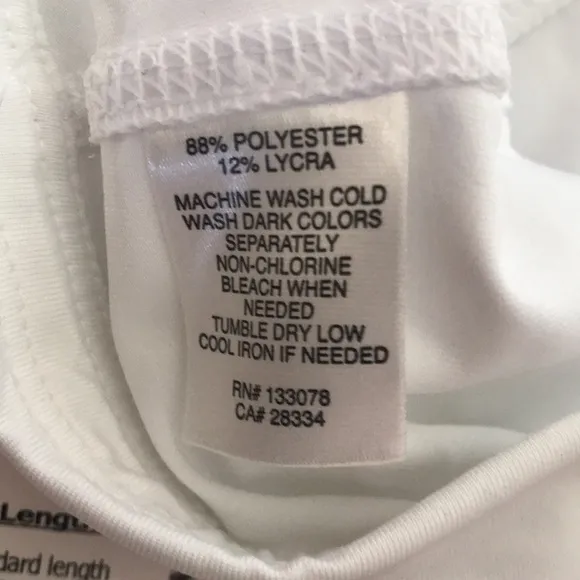 88% POLYESTER
12% LYCRA
MACHINE WASH COLD
WASH DARK COLORS
SEPARATELY
NON-CHLORINE
BLEACH WHEN
NEEDED
TUMBLE DRY LOW
COOL IRON IF NEEDED
RN# 133078
CA# 28334
length